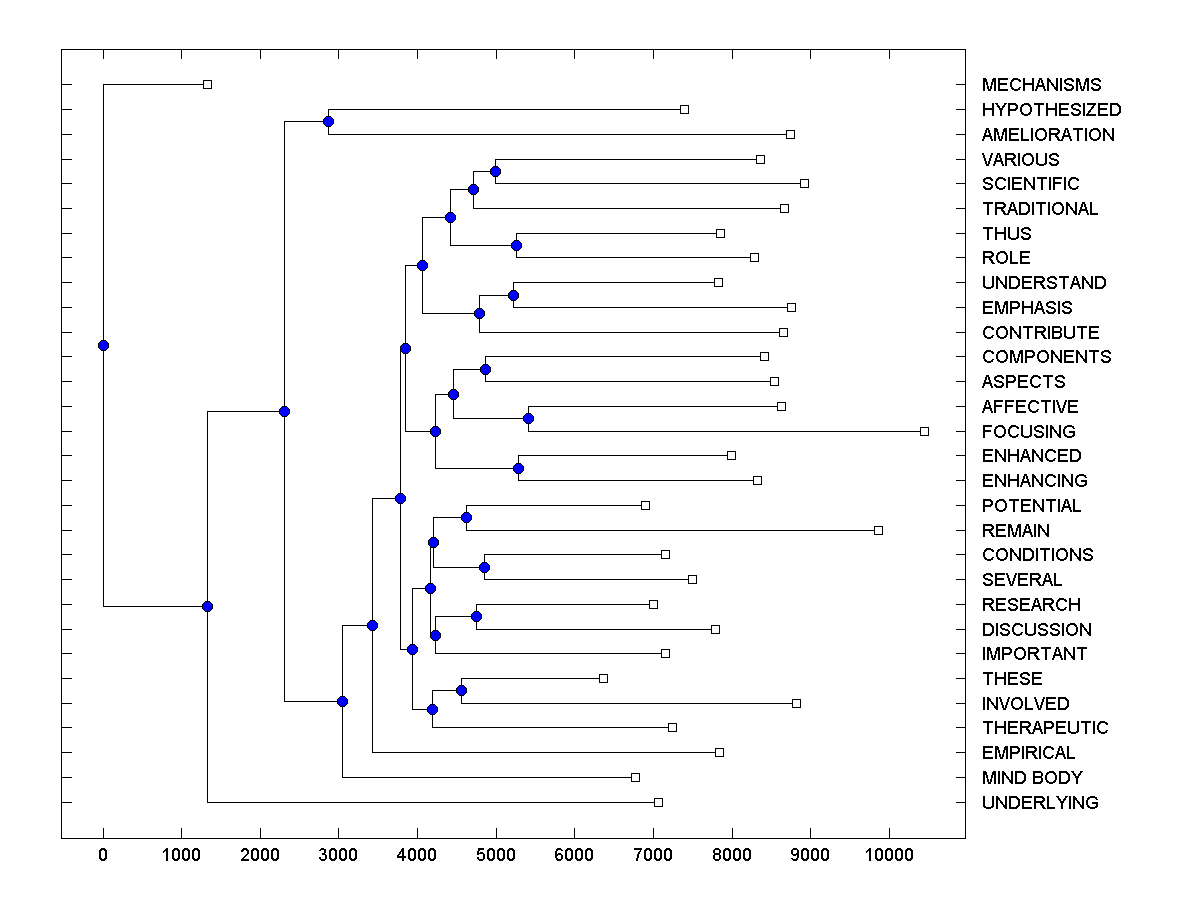 MECHANISMS
HYPOTHESIZED
AMELIORATION
VARIOUS
SCIENTIFIC
TRADITIONAL
THUS
ROLE
UNDERSTAND
EMPHASIS
CONTRIBUTE
COMPONENTS
ASPECTS
AFFECTIVE
FOCUSING
ENHANCED
ENHANCING
POTENTIAL
REMAIN
CONDITIONS
SEVERAL
RESEARCH
DISCUSSION
IMPORTANT
THESE
INVOLVED
THERAPEUTIC
EMPIRICAL
MIND BODY
UNDERLYING
0 1000 2000 3000 4000 5000 6000 7000 8000 9000 10000